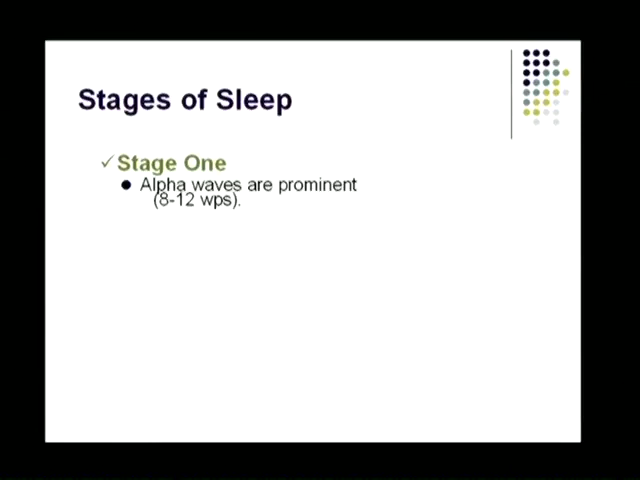 Stages of Sleep
✓Stage One
● Alpha waves are prominent
(8-12 wps).